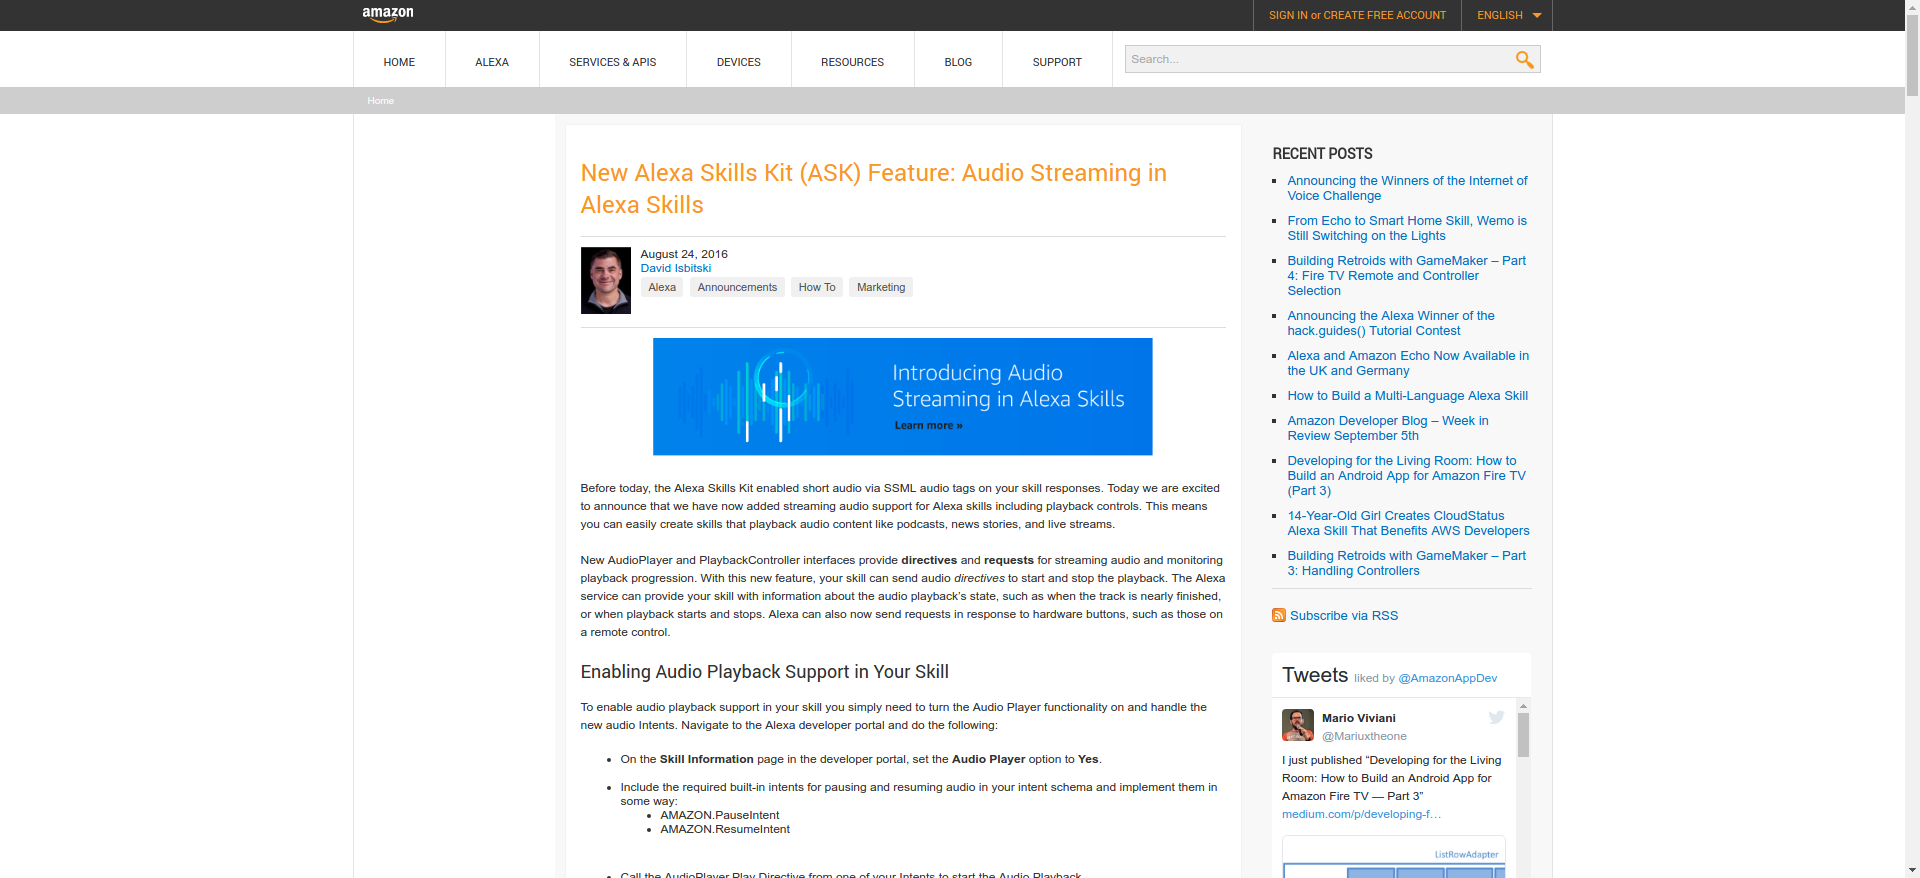 amazon
SIGN IN or CREATE FREE ACCOUNT
ENGLISH
HOME
ALEXA
SERVICES & APIS
DEVICES
RESOURCES
BLOG
SUPPORT
Search...
Home
New Alexa Skills Kit (ASK) Feature: Audio Streaming in
Alexa Skills
August 24, 2016
David Isbitski
Alexa
Announcements
How To
Marketing
Introducing Audio
Streaming in Alexa Skills
Learn more »
Before today, the Alexa Skills Kit enabled short audio via SSML audio tags on your skill responses. Today we are excited
to announce that we have now added streaming audio support for Alexa skills including playback controls. This means
you can easily create skills that playback audio content like podcasts, news stories, and live streams.
New AudioPlayer and PlaybackController interfaces provide directives and requests for streaming audio and monitoring
playback progression. With this new feature, your skill can send audio directives to start and stop the playback. The Alexa
service can provide your skill with information about the audio playback's state, such as when the track is nearly finished,
or when playback starts and stops. Alexa can also now send requests in response to hardware buttons, such as those on
a remote control.
Enabling Audio Playback Support in Your Skill
To enable audio playback support in your skill you simply need to turn the Audio Player functionality on and handle the
new audio Intents. Navigate to the Alexa developer portal and do the following:
• On the Skill Information page in the developer portal, set the Audio Player option to Yes.
• Include the required built-in intents for pausing and resuming audio in your intent schema and implement them in
some way:
• AMAZON.PauseIntent
• AMAZON.ResumeIntent
• Call the AudioPlayer.Play Directive from one of your Intents to start the Audio Playback
RECENT POSTS
Announcing the Winners of the Internet of
Voice Challenge
From Echo to Smart Home Skill, Wemo is
Still Switching on the Lights
Building Retroids with GameMaker – Part
4: Fire TV Remote and Controller
Selection
Announcing the Alexa Winner of the
hack.guides() Tutorial Contest
Alexa and Amazon Echo Now Available in
the UK and Germany
How to Build a Multi-Language Alexa Skill
Amazon Developer Blog – Week in
Review September 5th
Developing for the Living Room: How to
Build an Android App for Amazon Fire TV
(Part 3)
14-Year-Old Girl Creates CloudStatus
Alexa Skill That Benefits AWS Developers
Building Retroids with GameMaker – Part
3: Handling Controllers
Subscribe via RSS
Tweets liked by @AmazonAppDev
Mario Viviani
@Mariuxtheone
I just published “Developing for the Living
Room: How to Build an Android App for
Amazon Fire TV — Part 3”
medium.com/p/developing-f…
ListRowAdapter